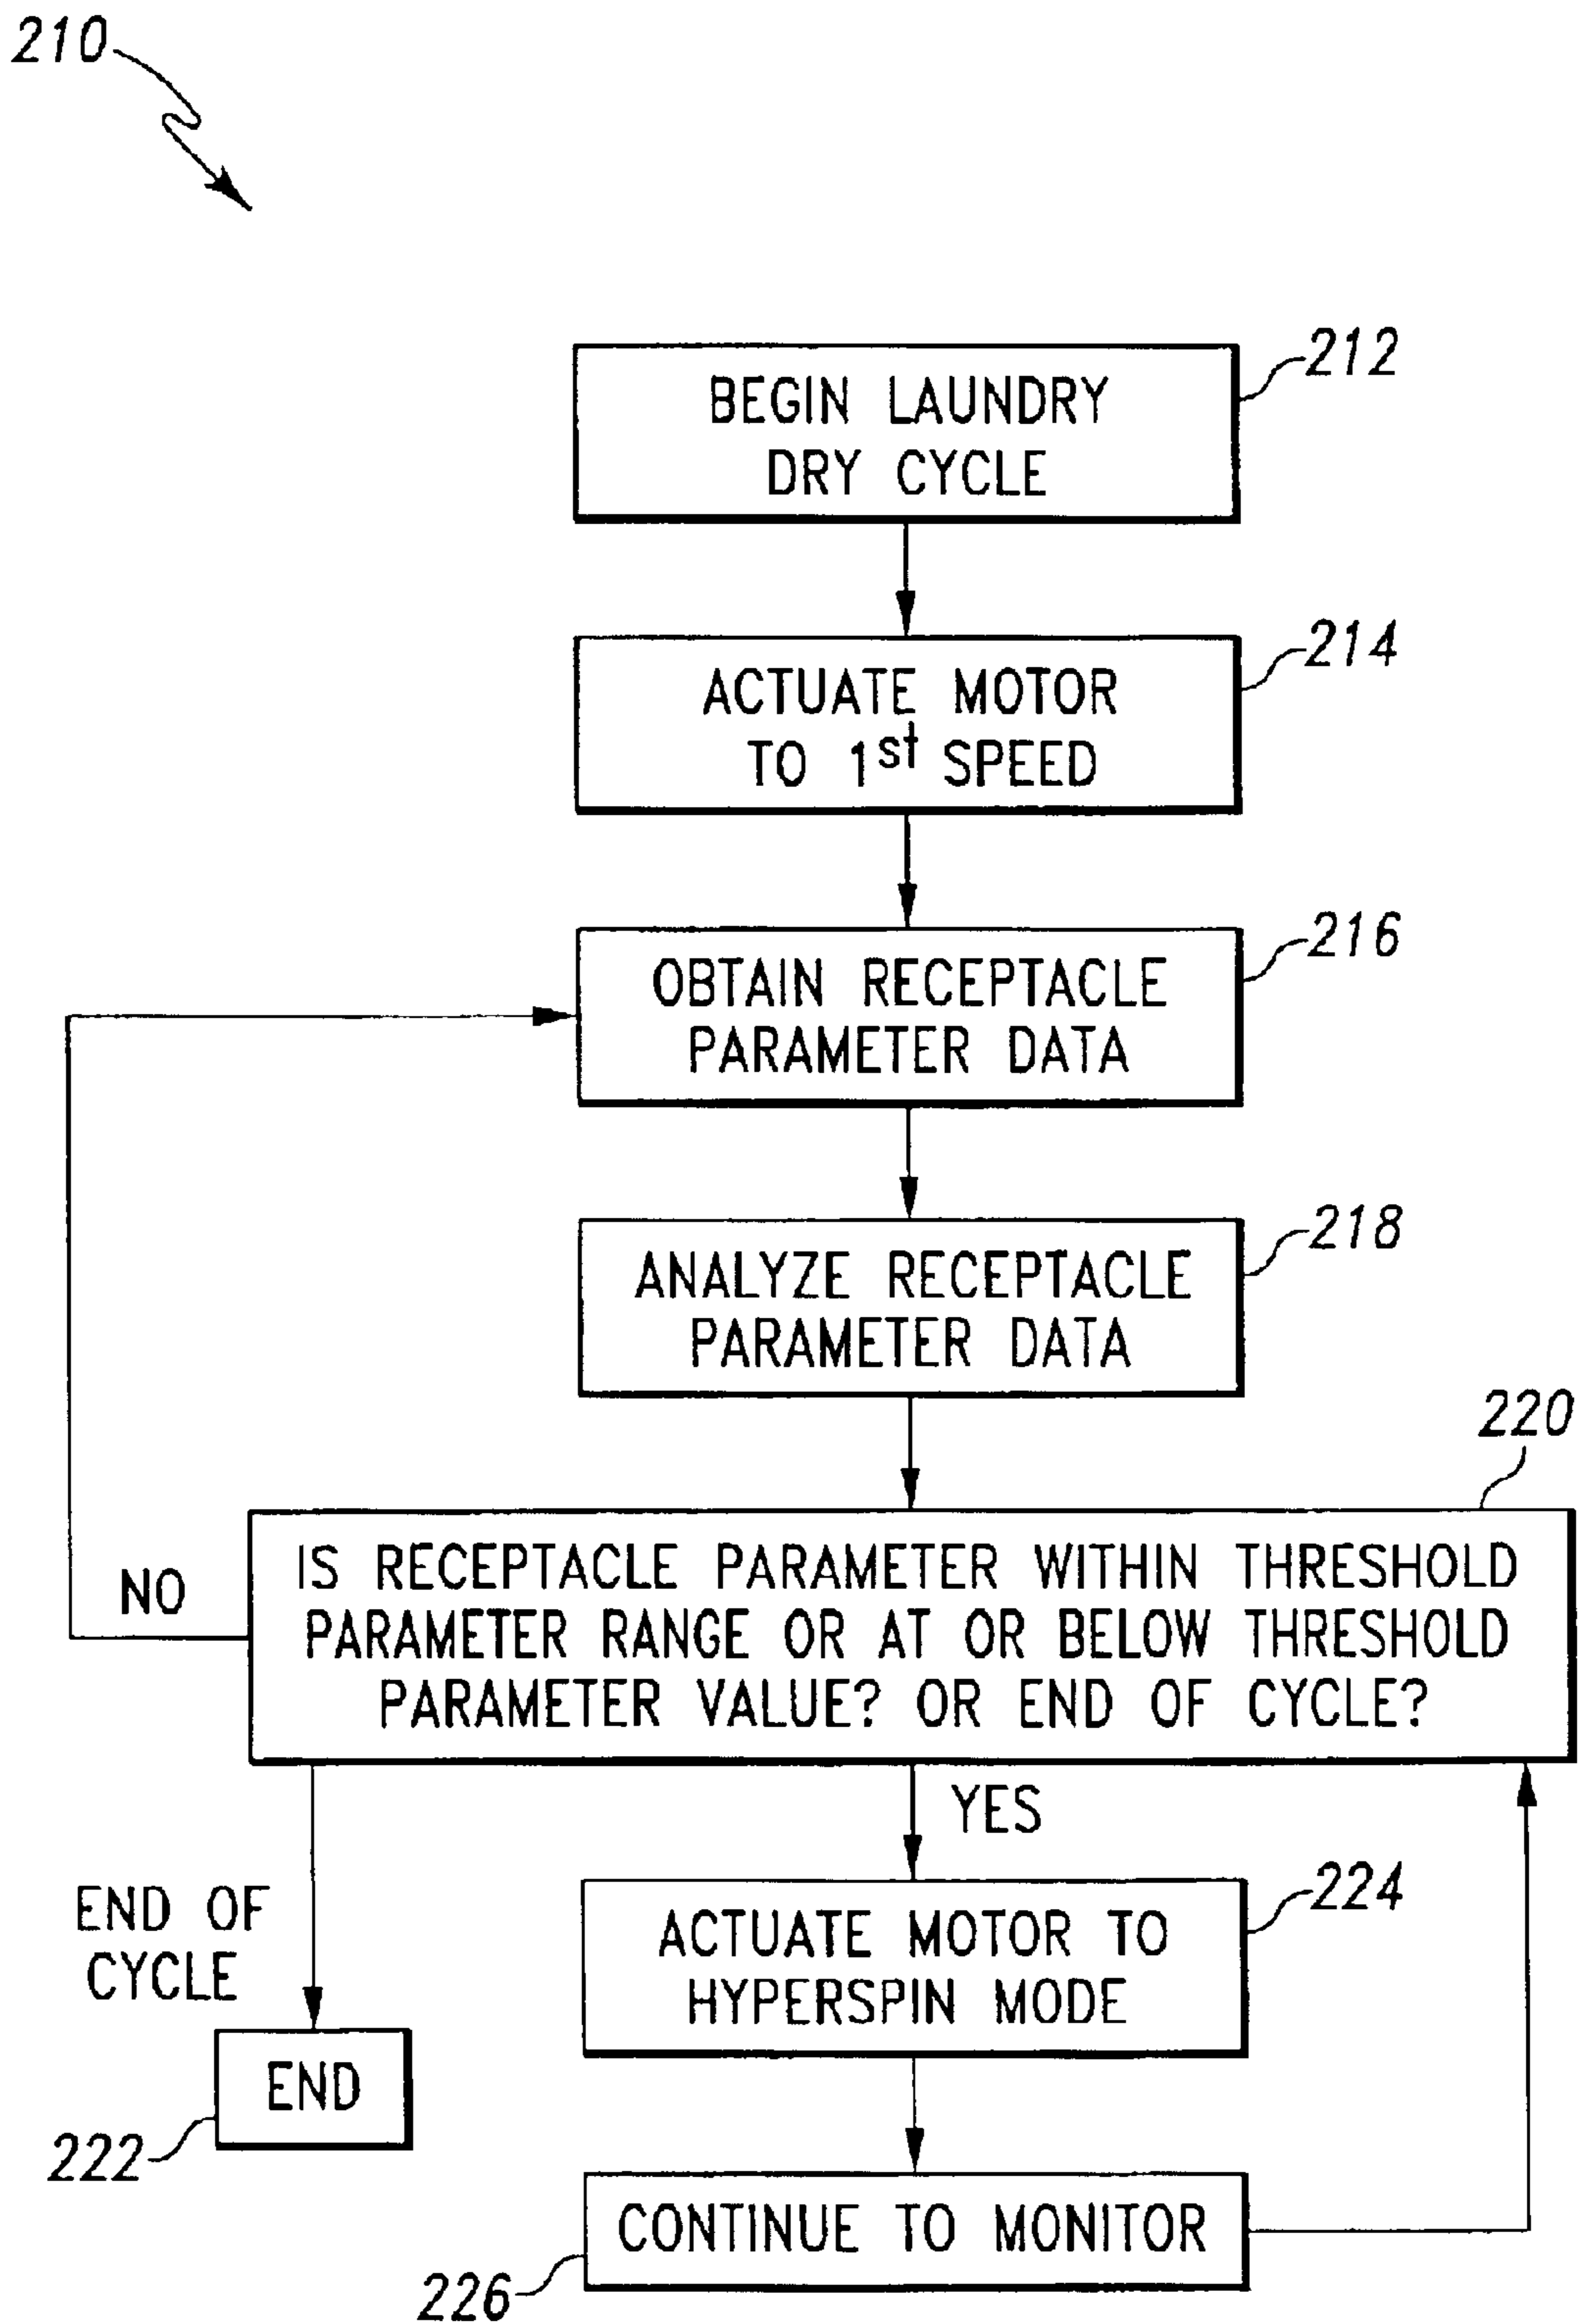 210
212
BEGIN LAUNDRY
DRY CYCLE
214
ACTUATE MOTOR
TO 1st SPEED
216
OBTAIN RECEPTACLE
PARAMETER DATA
218
ANALYZE RECEPTACLE
PARAMETER DATA
220
IS RECEPTACLE PARAMETER WITHIN THRESHOLD
PARAMETER RANGE OR AT OR BELOW THRESHOLD
PARAMETER VALUE? OR END OF CYCLE?
NO
YES
END OF
CYCLE
224
ACTUATE MOTOR TO
HYPERSPIN MODE
END
222
CONTINUE TO MONITOR
226